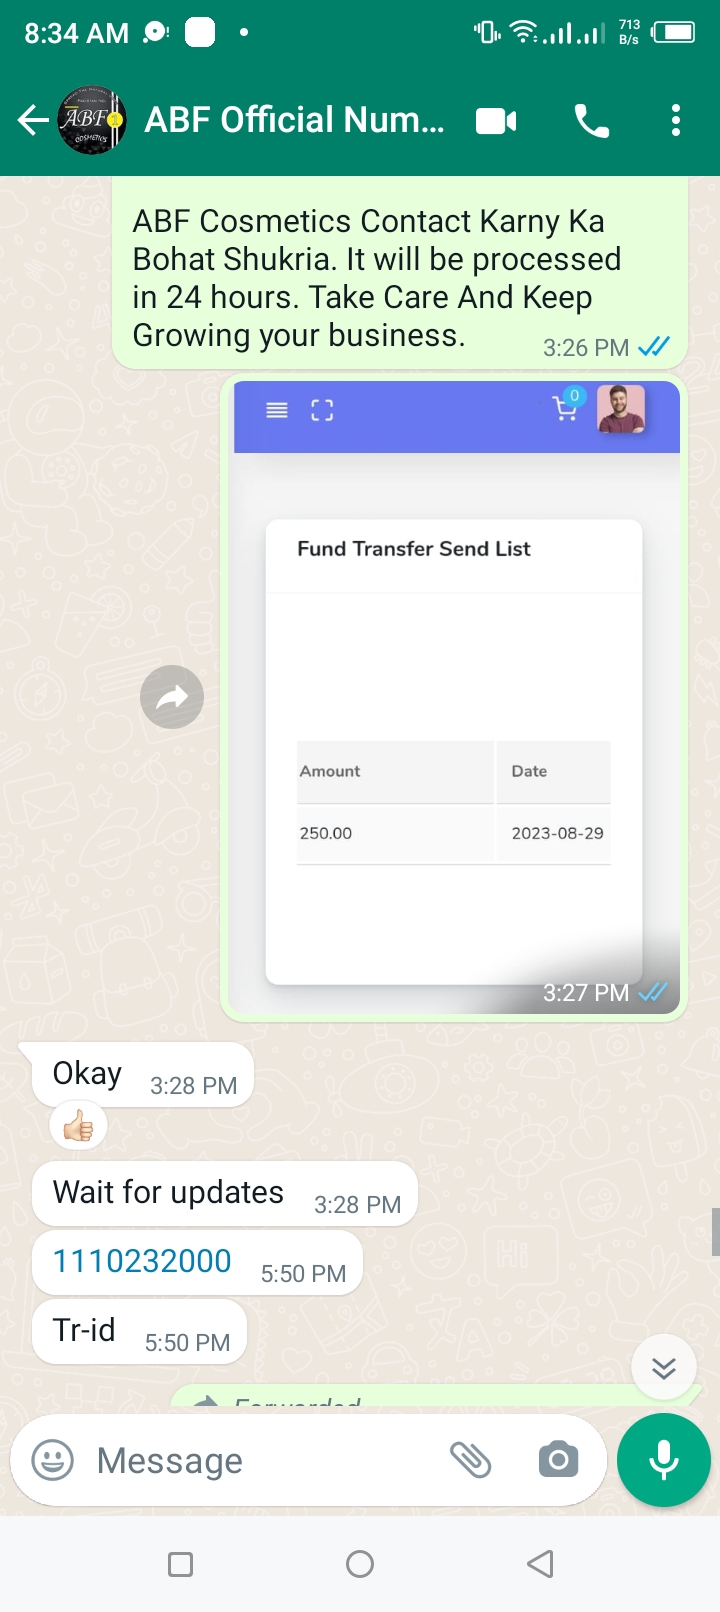 8:34 AM
713
B/s
ABF
COSMETICS
1
ABF Official Num...
ABF Cosmetics Contact Karny Ka
Bohat Shukria. It will be processed
in 24 hours. Take Care And Keep
Growing your business.
3:26 PM
0
Fund Transfer Send List
Amount Date
250.00 2023-08-29
3:27 PM
Okay 3:28 PM
Wait for updates 3:28 PM
1110232000 5:50 PM
Tr-id 5:50 PM
Forwarded
Message